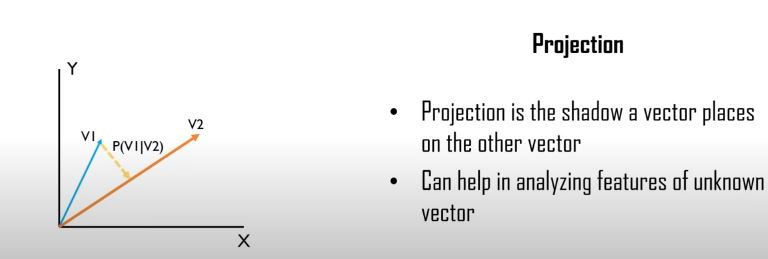 Projection
Y
V1
P(V1|V2)
V2
X
• Projection is the shadow a vector places
on the other vector
• Can help in analyzing features of unknown
vector